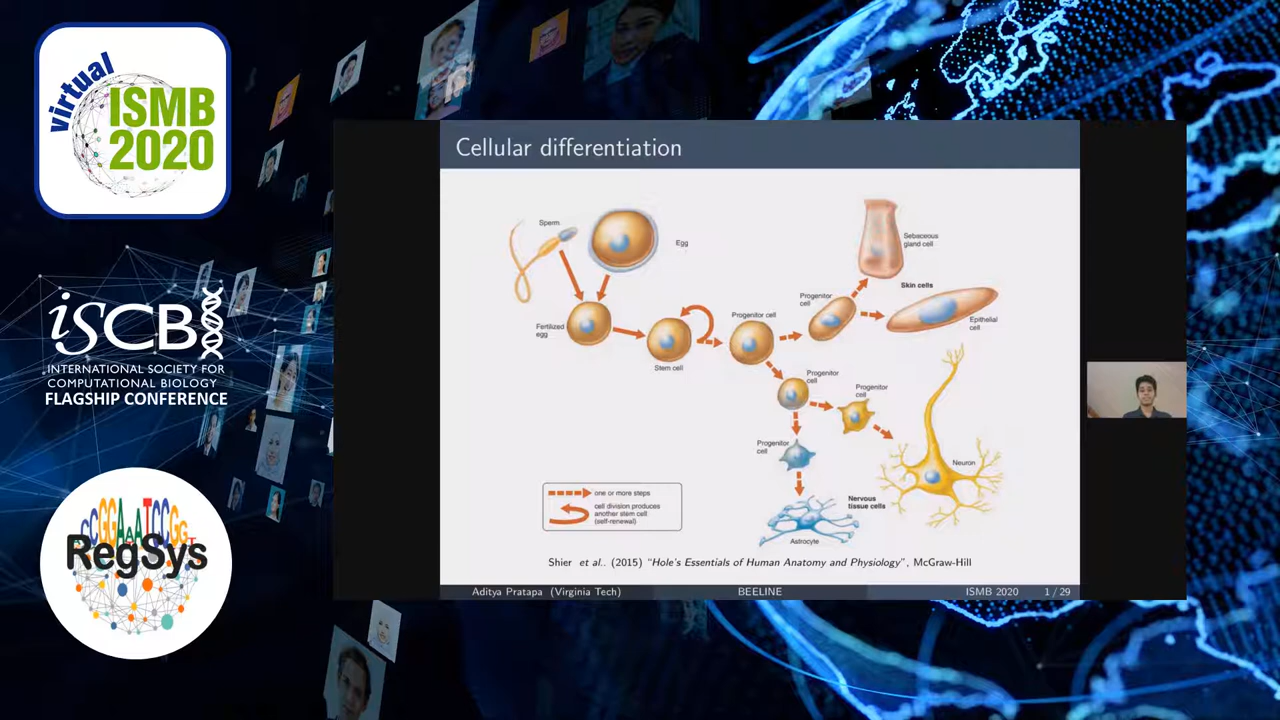 virtual
ISMB
2020
iSCB
INTERNATIONAL SOCIETY FOR
COMPUTATIONAL BIOLOGY
FLAGSHIP CONFERENCE
RegSys
Cellular differentiation
Sperm
Egg
Fertilized
egg
Stem cell
Progenitor cell
Progenitor
cell
Sebaceous
gland cell
Skin cells
Epithelial
cell
Progenitor
cell
Progenitor
cell
Progenitor
cell
Neuron
Nervous
tissue cells
Astrocyte
one or more steps
cell division produces
another stem cell
(self-renewal)
Shier et al.. (2015) “Hole's Essentials of Human Anatomy and Physiology”, McGraw-Hill
Aditya Pratapa (Virginia Tech) BEELINE ISMB 2020 1 / 29